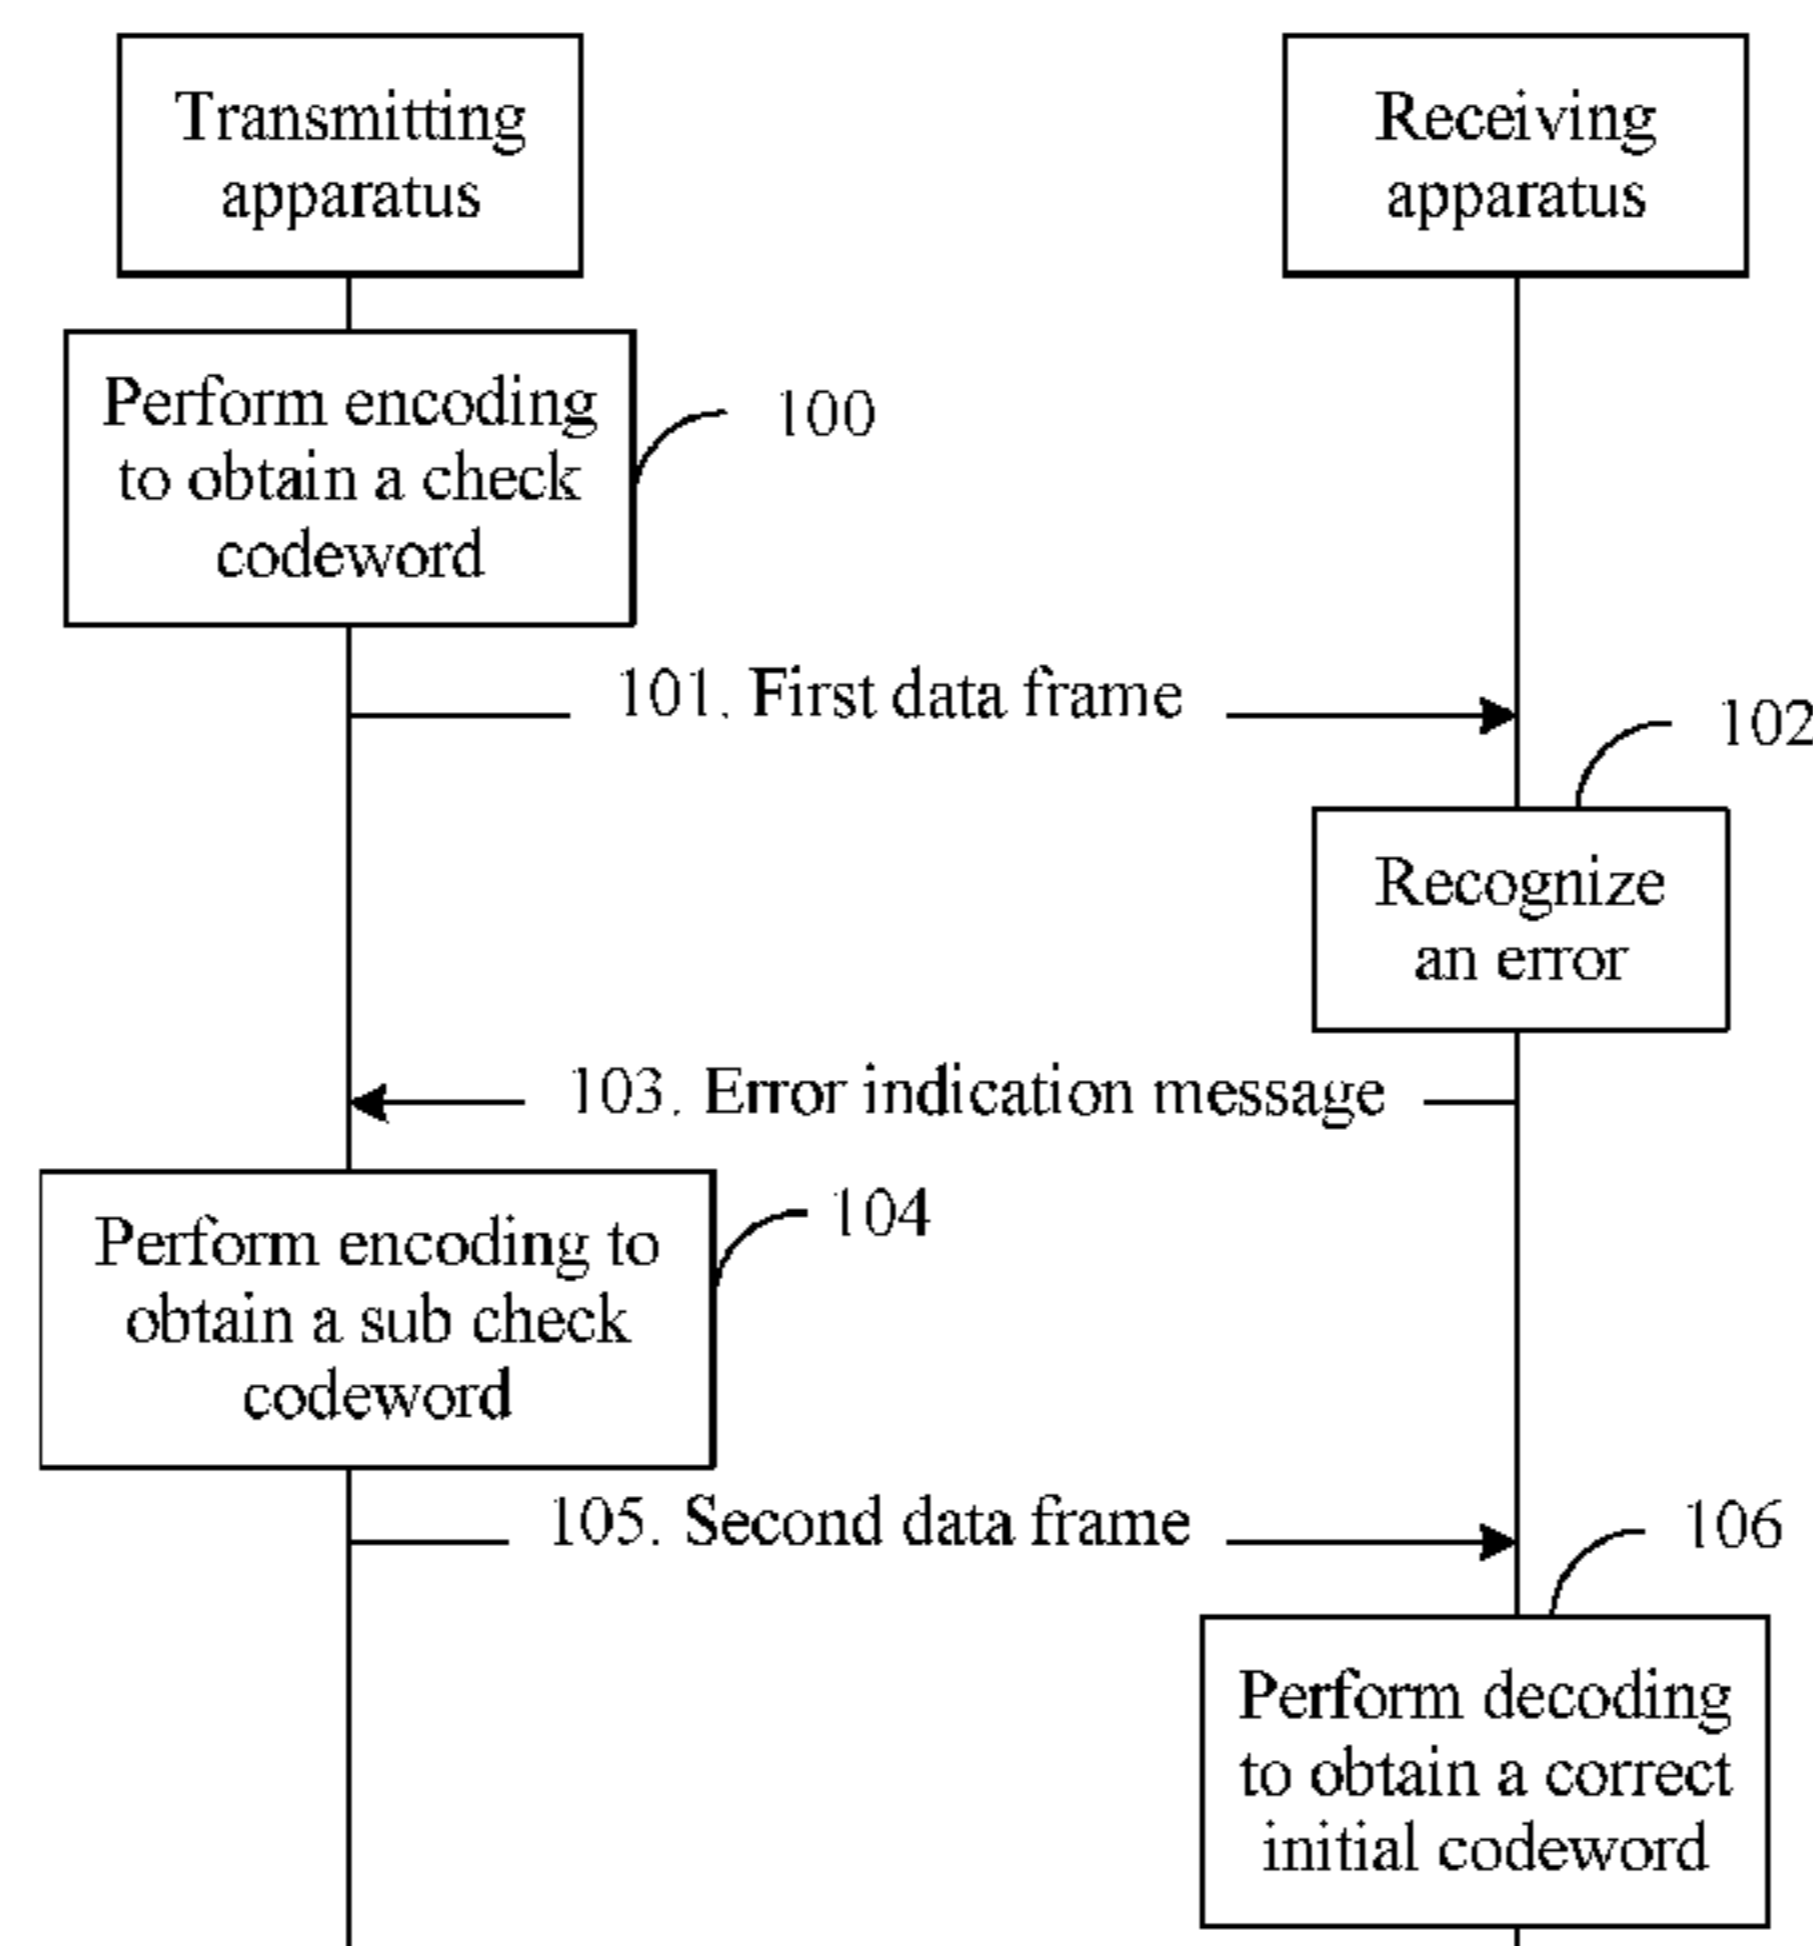 Transmitting
apparatus
Receiving
apparatus
Perform encoding
to obtain a check
codeword
100
101. First data frame
102
Recognize
an error
103. Error indication message
104
Perform encoding to
obtain a sub check
codeword
105. Second data frame
106
Perform decoding
to obtain a correct
initial codeword